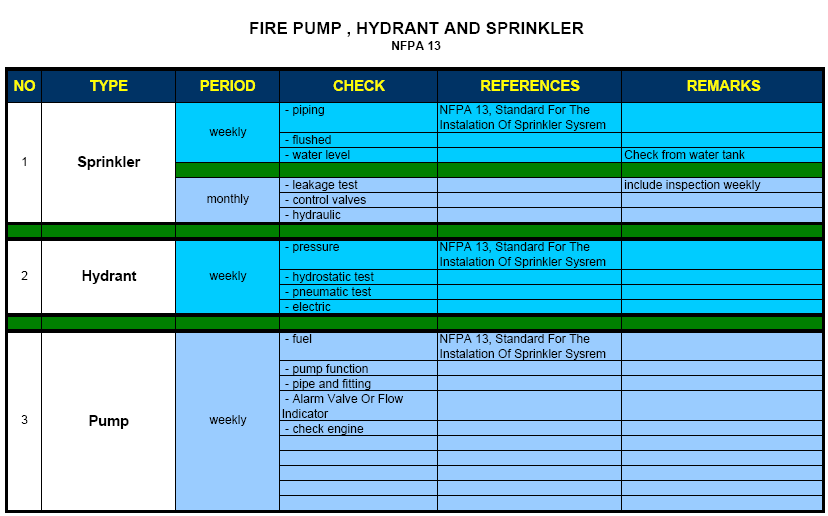 FIRE PUMP , HYDRANT AND SPRINKLER
NFPA 13
NO TYPE PERIOD CHECK REFERENCES REMARKS
1 Sprinkler weekly - piping NFPA 13, Standard For The
Instalation Of Sprinkler Sysrem
- flushed
- water level Check from water tank
monthly - leakage test include inspection weekly
- control valves
- hydraulic
2 Hydrant weekly - pressure NFPA 13, Standard For The
Instalation Of Sprinkler Sysrem
- hydrostatic test
- pneumatic test
- electric
3 Pump weekly - fuel NFPA 13, Standard For The
Instalation Of Sprinkler Sysrem
- pump function
- pipe and fitting
- Alarm Valve Or Flow
Indicator
- check engine